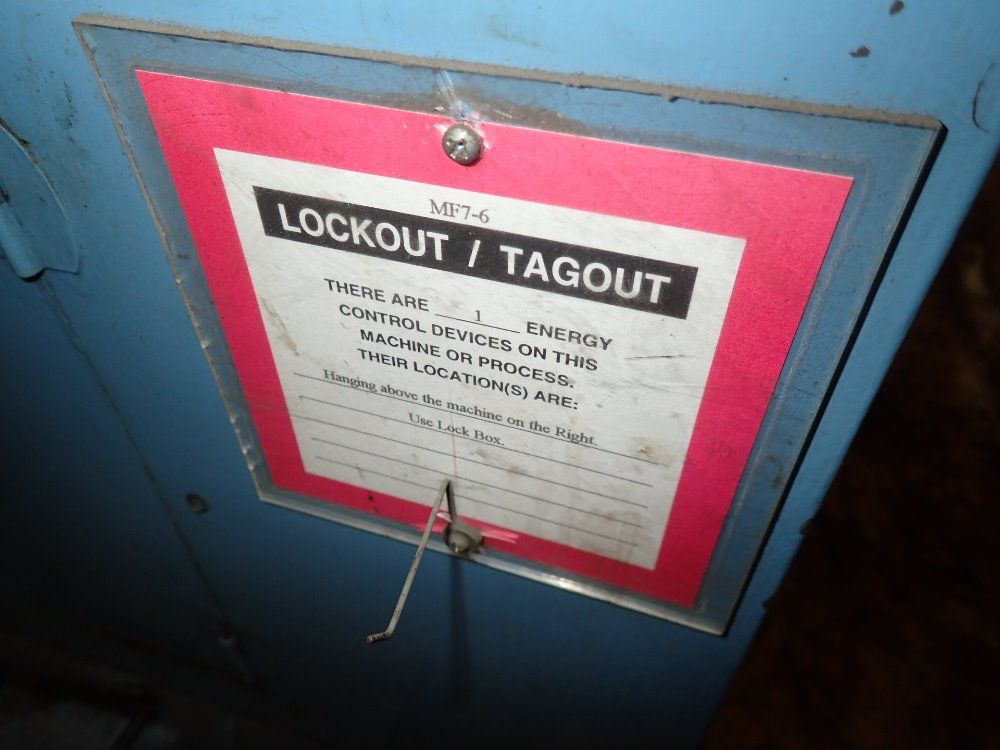 MF7-6
LOCKOUT / TAGOUT
THERE ARE 1 ENERGY
CONTROL DEVICES ON THIS
MACHINE OR PROCESS.
THEIR LOCATION(S) ARE:
Hanging above the machine on the Right.
Use Lock Box.